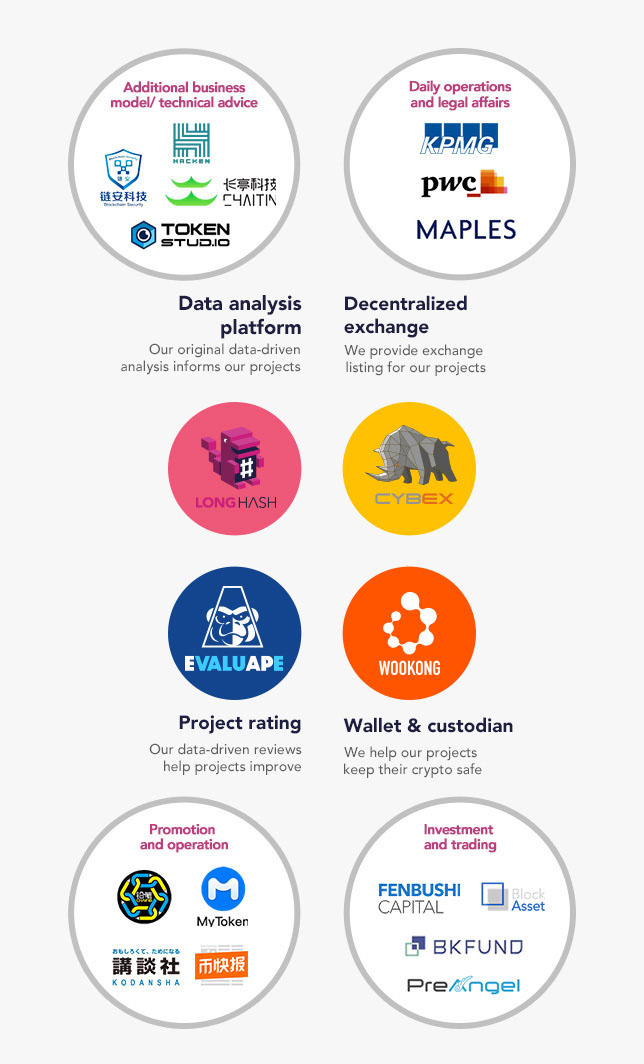 Additional business
model/ technical advice
HACKEN
Blockchain Security
链安
链安科技
Blockchain Security
长亭科技
CHAITIN
TOKEN
STUD.IO
Daily operations
and legal affairs
KPMG
pwc
MAPLES
Data analysis
platform
Our original data-driven
analysis informs our projects
Decentralized
exchange
We provide exchange
listing for our projects
#
LONGHASH
CYBEX
EVALUAPE
WOOKONG
Project rating
Our data-driven reviews
help projects improve
Wallet & custodian
We help our projects
keep their crypto safe
Promotion
and operation
MyToken
おもしろくて、ためになる
講談社
KODANSHA
币快报
Investment
and trading
FENBUSHI
CAPITAL
Block
Asset
BKFUND
PreAngel